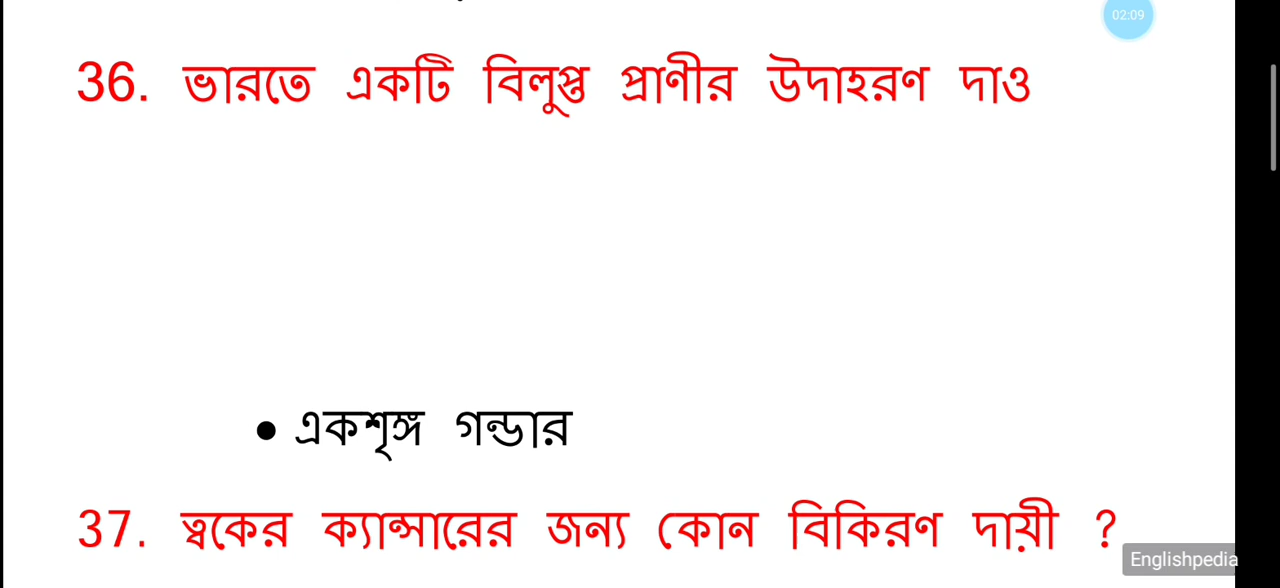 02:09
36. ভারতে একটি বিলুপ্ত প্রাণীর উদাহরণ দাও
• একশৃঙ্গ গন্ডার
37. ত্বকের ক্যান্সারের জন্য কোন বিকিরণ দায়ী ?
Englishpedia